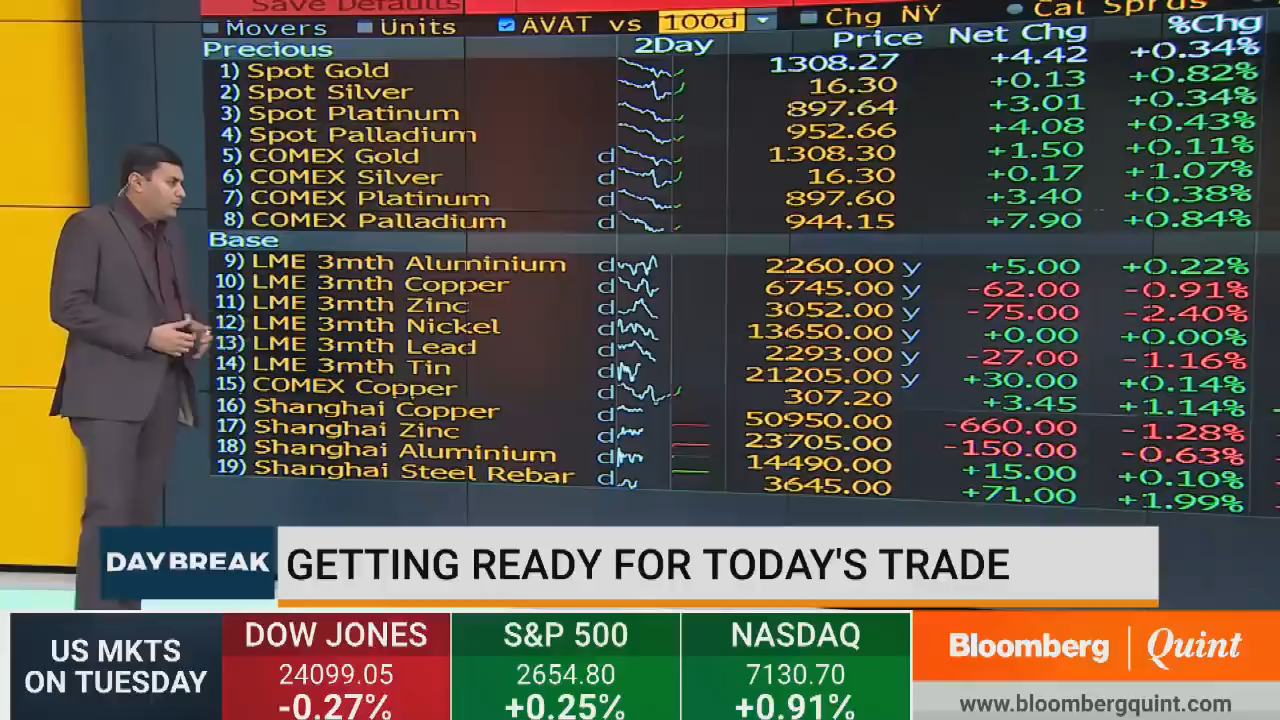 Save Defaults
Movers Units AVAT vs 100d Chg NY Cal Sprds
Precious 2Day Price Net Chg %Chg
1) Spot Gold 1308.27 +4.42 +0.34%
2) Spot Silver 16.30 +0.13 +0.82%
3) Spot Platinum 897.64 +3.01 +0.34%
4) Spot Palladium 952.66 +4.08 +0.43%
5) COMEX Gold d 1308.30 +1.50 +0.11%
6) COMEX Silver d 16.30 +0.17 +1.07%
7) COMEX Platinum d 897.60 +3.40 +0.38%
8) COMEX Palladium d 944.15 +7.90 +0.84%
Base
9) LME 3mth Aluminium d 2260.00 y +5.00 +0.22%
10) LME 3mth Copper d 6745.00 y -62.00 -0.91%
11) LME 3mth Zinc d 3052.00 y -75.00 -2.40%
12) LME 3mth Nickel d 13650.00 y +0.00 +0.00%
13) LME 3mth Lead d 2293.00 y -27.00 -1.16%
14) LME 3mth Tin d 21205.00 y +30.00 +0.14%
15) COMEX Copper d 307.20 +3.45 +1.14%
16) Shanghai Copper d 50950.00 -660.00 -1.28%
17) Shanghai Zinc d 23705.00 -150.00 -0.63%
18) Shanghai Aluminium d 14490.00 +15.00 +0.10%
19) Shanghai Steel Rebar d 3645.00 +71.00 +1.99%
DAYBREAK GETTING READY FOR TODAY'S TRADE
US MKTS
ON TUESDAY
DOW JONES
24099.05
-0.27%
S&P 500
2654.80
+0.25%
NASDAQ
7130.70
+0.91%
Bloomberg | Quint
www.bloombergquint.com